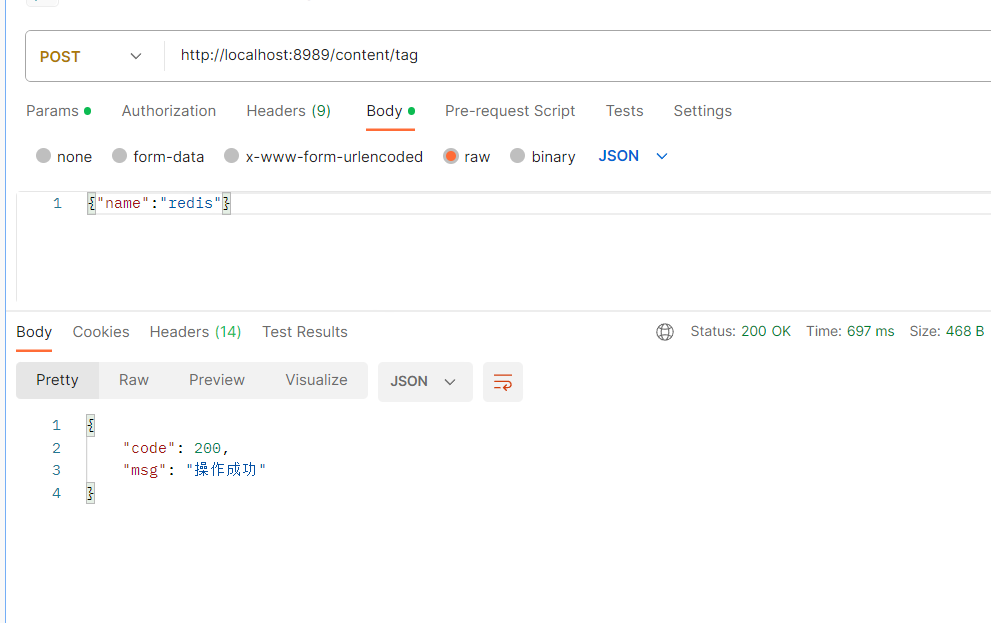 POST http://localhost:8989/content/tag
Params Authorization Headers (9) Body Pre-request Script Tests Settings
none form-data x-www-form-urlencoded raw binary JSON
1 {"name":"redis"}
Body Cookies Headers (14) Test Results Status: 200 OK Time: 697 ms Size: 468 B
Pretty Raw Preview Visualize JSON
1 {
2 "code": 200,
3 "msg": "操作成功"
4 }